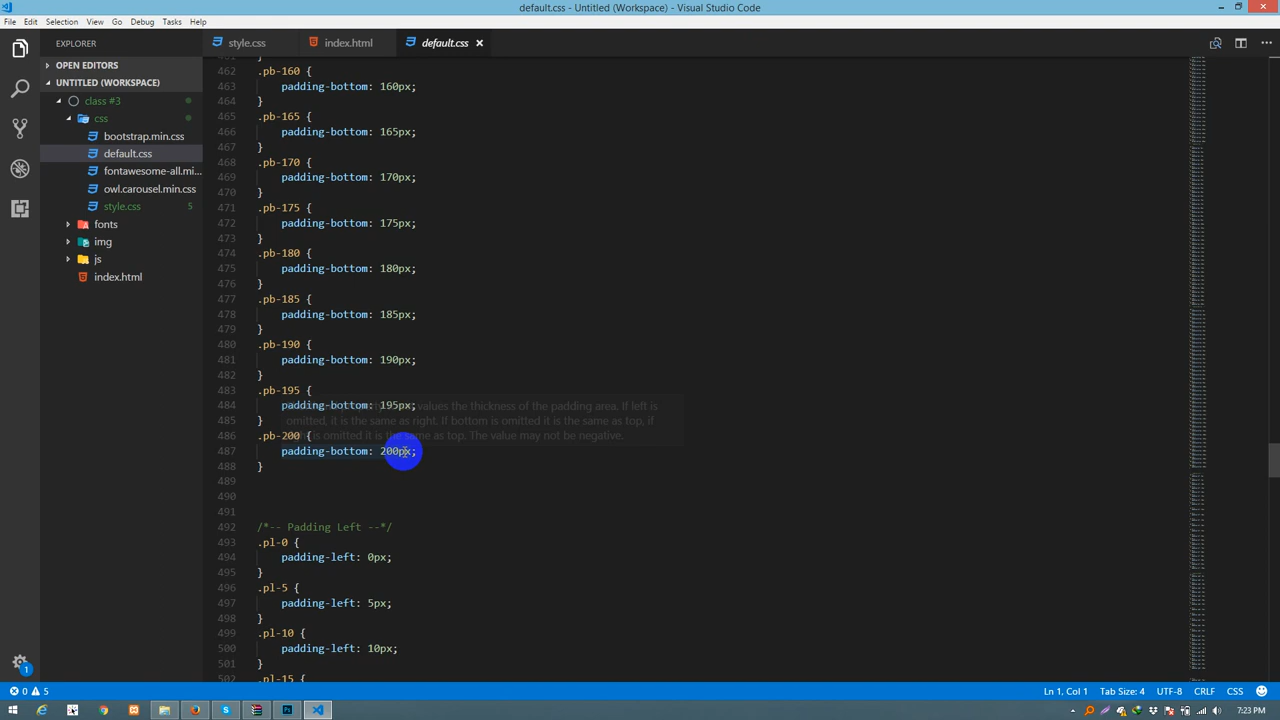 default.css - Untitled (Workspace) - Visual Studio Code
File Edit Selection View Go Debug Tasks Help
EXPLORER
style.css index.html default.css
OPEN EDITORS
UNTITLED (WORKSPACE)
class #3
css
bootstrap.min.css
default.css
fontawesome-all.mi...
owl.carousel.min.css
style.css 5
fonts
img
js
index.html
462 .pb-160 {
463 padding-bottom: 160px;
464 }
465 .pb-165 {
466 padding-bottom: 165px;
467 }
468 .pb-170 {
469 padding-bottom: 170px;
470 }
471 .pb-175 {
472 padding-bottom: 175px;
473 }
474 .pb-180 {
475 padding-bottom: 180px;
476 }
477 .pb-185 {
478 padding-bottom: 185px;
479 }
480 .pb-190 {
481 padding-bottom: 190px;
482 }
483 .pb-195 {
484 padding-bottom: 195px;
values the thickness of the padding area. If left is
485 }
omitted it is the same as right. If bottom is omitted it is the same as top, if
486 .pb-200 {
omitted it is the same as top. The value may not be negative.
487 padding-bottom: 200px;
488 }
489
490
491
492 /*-- Padding Left --*/
493 .pl-0 {
494 padding-left: 0px;
495 }
496 .pl-5 {
497 padding-left: 5px;
498 }
499 .pl-10 {
500 padding-left: 10px;
501 }
502 .pl-15 {
1
0 5
Ln 1, Col 1 Tab Size: 4 UTF-8 CRLF CSS
7:23 PM